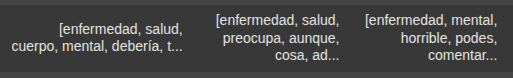 [enfermedad, salud,
cuerpo, mental, debería, t...
[enfermedad, salud,
preocupa, aunque,
cosa, ad...
[enfermedad, mental,
horrible, podes,
comentar...